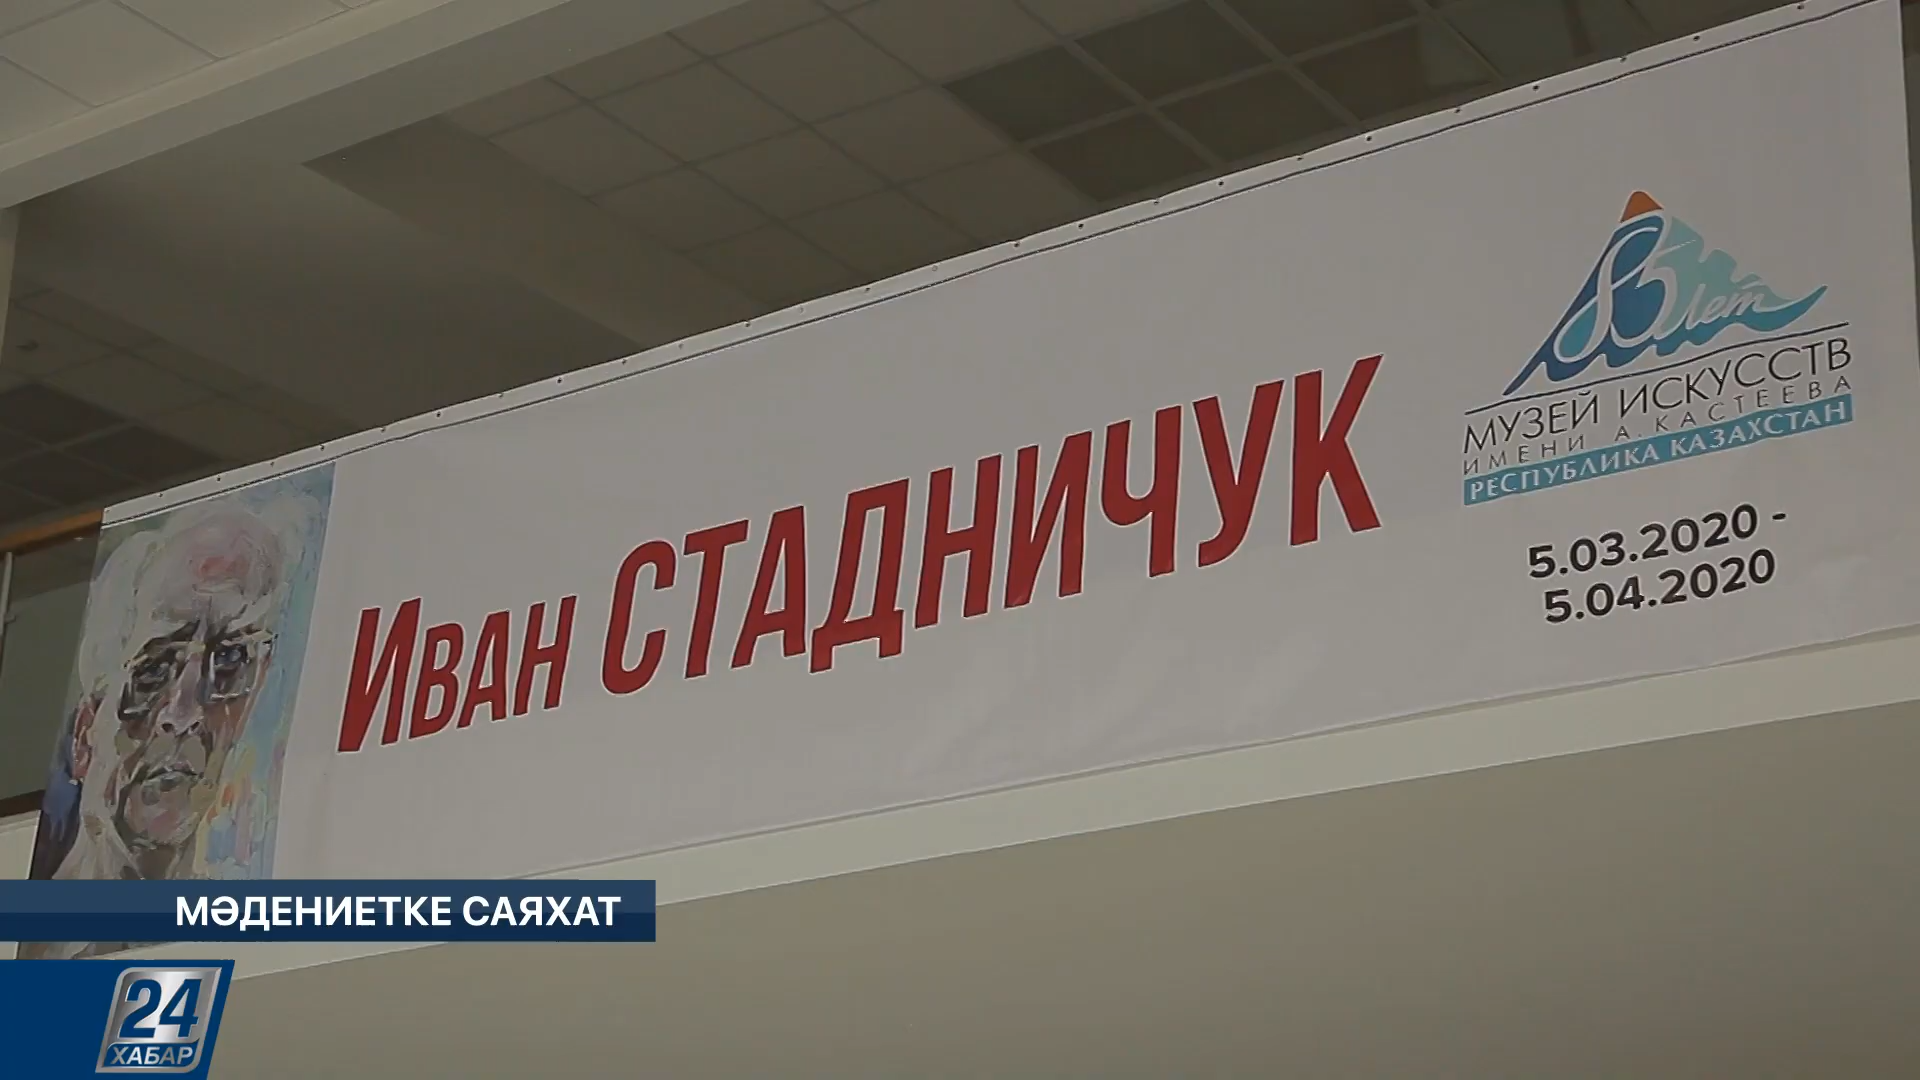 85 лет
МУЗЕЙ ИСКУССТВ
ИМЕНИ А.КАСТЕЕВА
РЕСПУБЛИКА КАЗАХСТАН
Иван СТАДНИЧУК
5.03.2020 -
5.04.2020
МӘДЕНИЕТКЕ САЯХАТ
24
ХАБАР